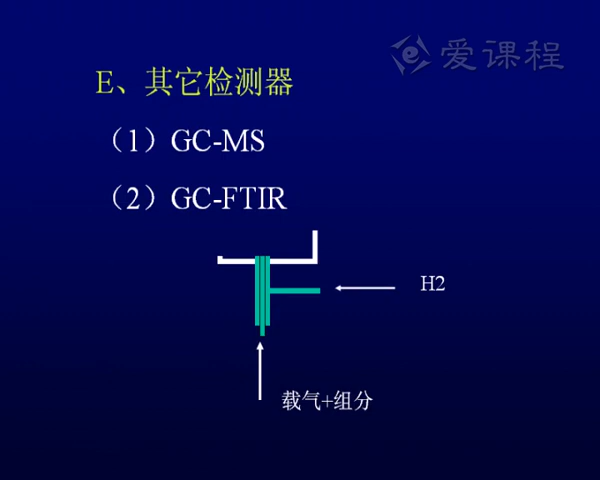 爱课程
E、其它检测器
（1）GC-MS
（2）GC-FTIR
H2
载气+组分